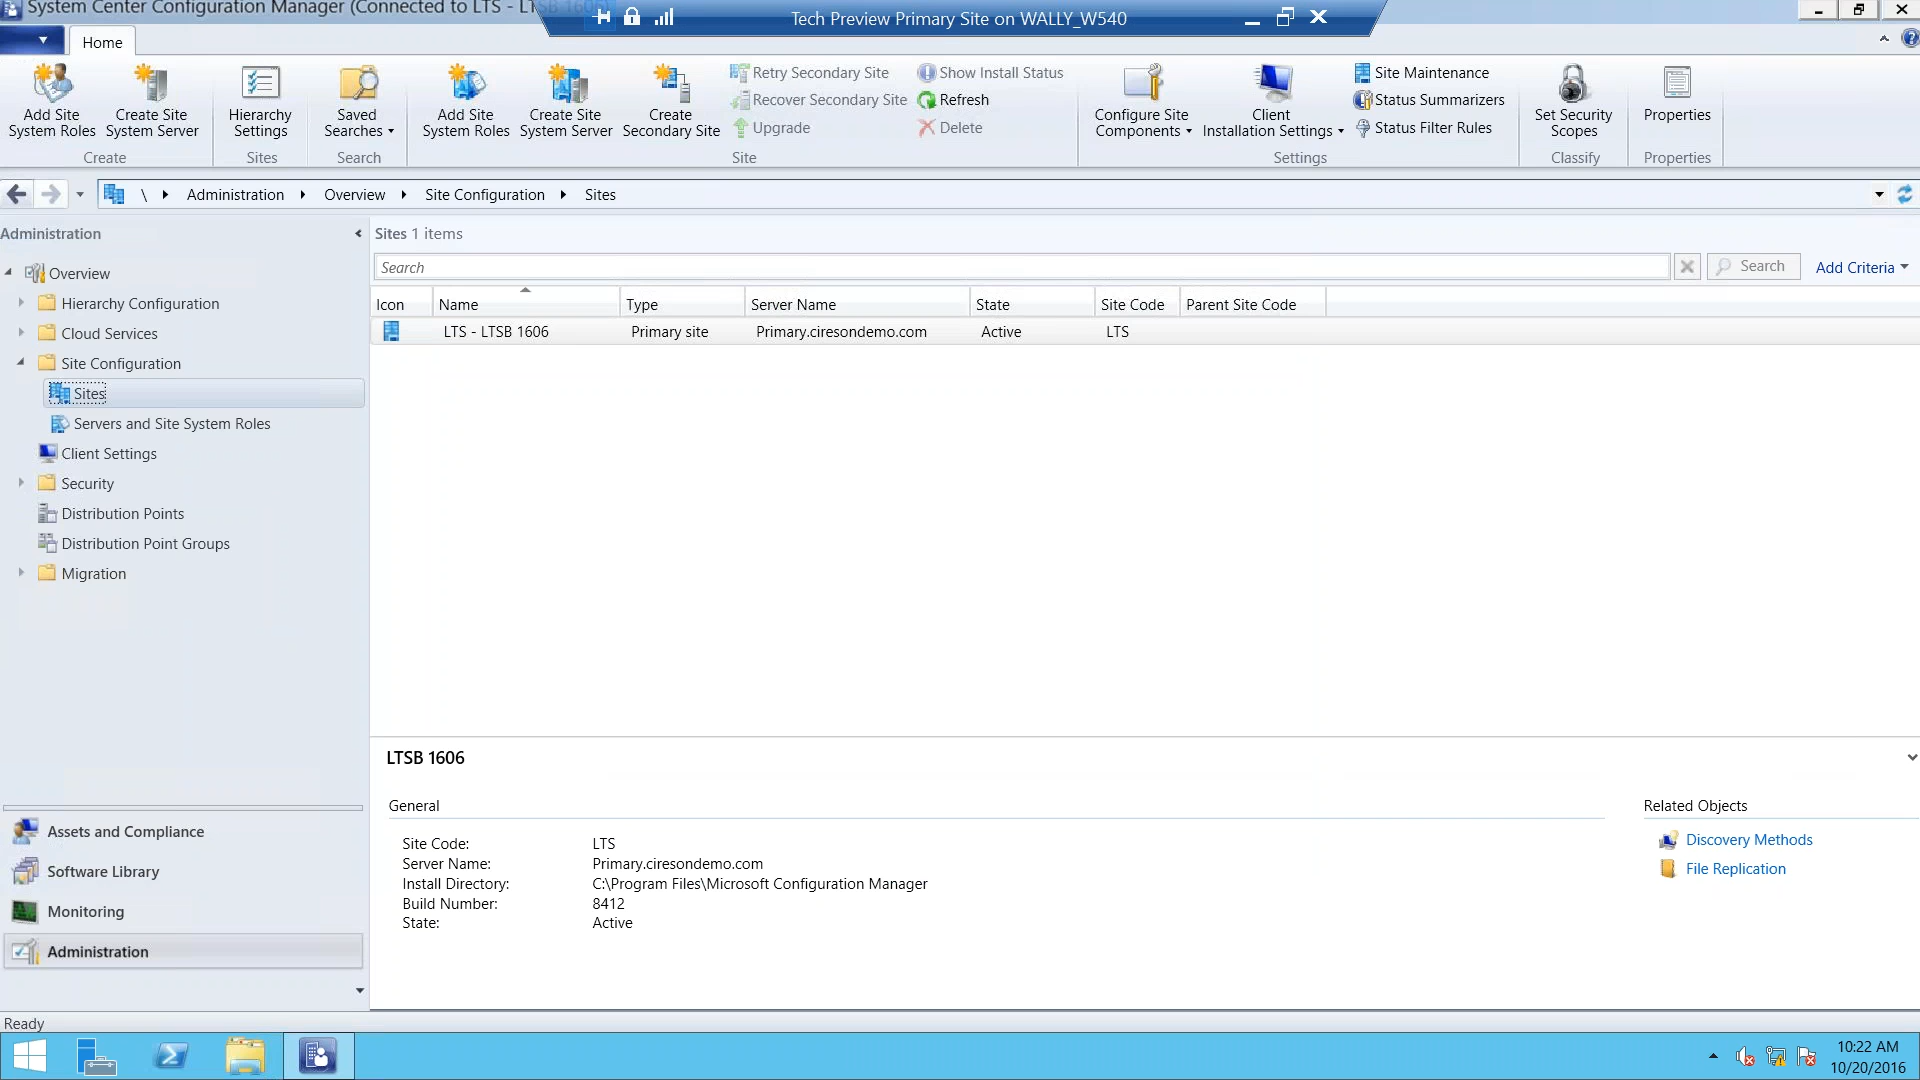 System Center Configuration Manager (Connected to LTS - LTSB 1606)
Tech Preview Primary Site on WALLY_W540
Home
Add Site System Roles
Create Site System Server
Create
Hierarchy Settings
Sites
Saved Searches
Search
Add Site System Roles
Create Site System Server
Create Secondary Site
Retry Secondary Site
Recover Secondary Site
Upgrade
Show Install Status
Refresh
Delete
Site
Configure Site Components
Client Installation Settings
Site Maintenance
Status Summarizers
Status Filter Rules
Settings
Set Security Scopes
Classify
Properties
Properties
\ Administration Overview Site Configuration Sites
Administration
Overview
Hierarchy Configuration
Cloud Services
Site Configuration
Sites
Servers and Site System Roles
Client Settings
Security
Distribution Points
Distribution Point Groups
Migration
Assets and Compliance
Software Library
Monitoring
Administration
Sites 1 items
Search
Search
Add Criteria
Icon Name Type Server Name State Site Code Parent Site Code
LTS - LTSB 1606 Primary site Primary.ciresondemo.com Active LTS
LTSB 1606
General
Site Code: LTS
Server Name: Primary.ciresondemo.com
Install Directory: C:\Program Files\Microsoft Configuration Manager
Build Number: 8412
State: Active
Related Objects
Discovery Methods
File Replication
Ready
10:22 AM
10/20/2016